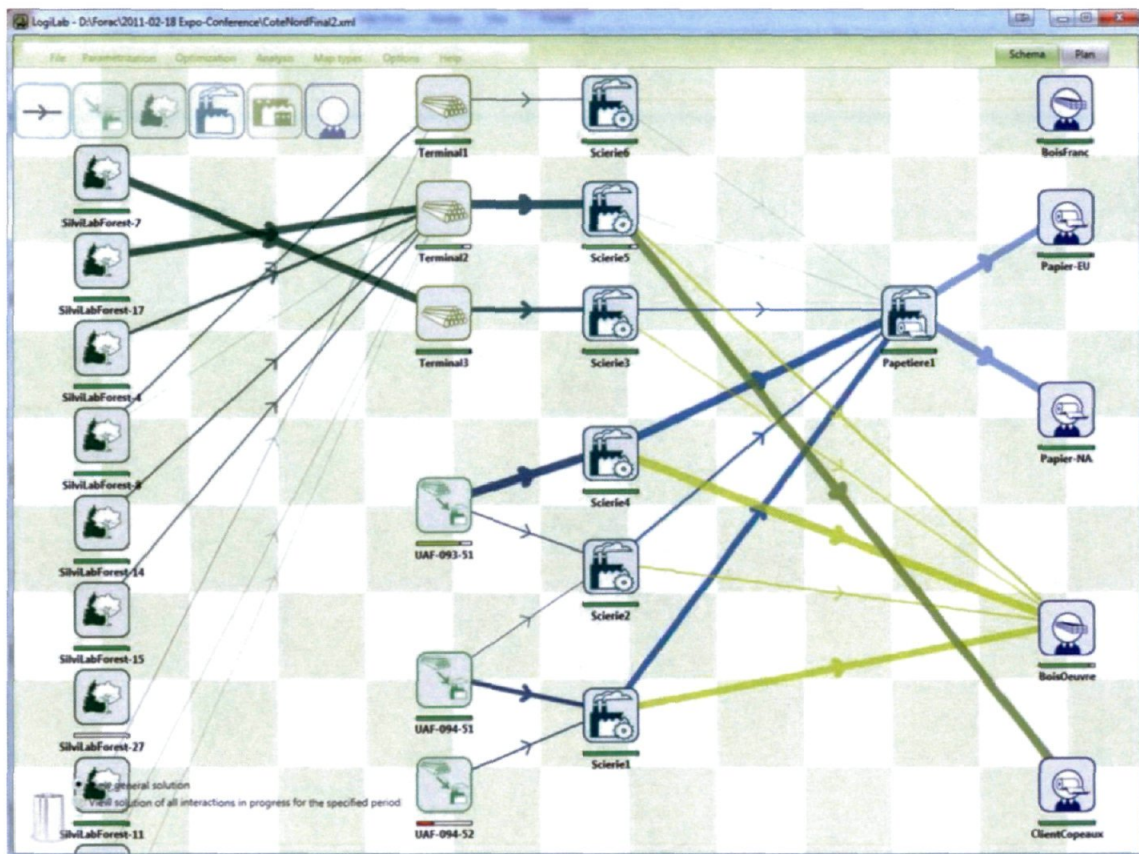 LogiLab - D:\Forac\2011-02-18 Expo-Conference\CoteNordFinal2.xml
File Parametrization Optimization Analysis Map types Options Help
Schema Plan
Terminal1
Scierie6
BoisFranc
SilviLabForest-7
Terminal2
Scierie5
Papier-EU
SilviLabForest-17
Terminal3
Scierie3
Papetiere1
SilviLabForest-4
Papier-NA
SilviLabForest-8
Scierie4
UAF-093-51
SilviLabForest-14
Scierie2
SilviLabForest-15
BoisOeuvre
UAF-094-51
SilviLabForest-27
Scierie1
general solution
View solution of all interactions in progress for the specified period
SilviLabForest-11
UAF-094-52
ClientCopeaux